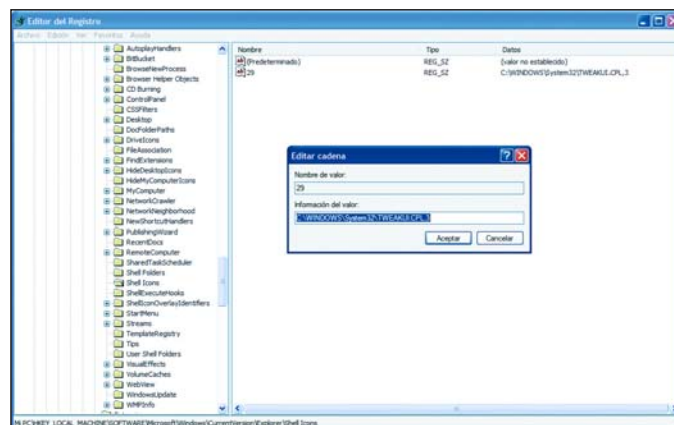 Editor del Registro
Archivo Edición Ver Favoritos Ayuda
AutoplayHandlers
BitBucket
BrowseNewProcess
Browser Helper Objects
CD Burning
ControlPanel
CSSFilters
Desktop
DocFolderPaths
DriveIcons
FileAssociation
FindExtensions
HideDesktopIcons
HideMyComputerIcons
MyComputer
NetworkCrawler
NetworkNeighborhood
NewShortcutHandlers
PublishingWizard
RecentDocs
RemoteComputer
SharedTaskScheduler
Shell Folders
Shell Icons
ShellExecuteHooks
ShellIconOverlayIdentifiers
StartMenu
Streams
TemplateRegistry
Tips
User Shell Folders
VisualEffects
VolumeCaches
WebView
WindowsUpdate
WMPInfo
Nombre Tipo Datos
ab (Predeterminado) REG_SZ (valor no establecido)
ab 29 REG_SZ C:\WINDOWS\System32\TWEAKUI.CPL,3
Editar cadena
Nombre de valor:
29
Información del valor:
C:\WINDOWS\System32\TWEAKUI.CPL,3
Aceptar Cancelar
Mi PC\HKEY_LOCAL_MACHINE\SOFTWARE\Microsoft\Windows\CurrentVersion\Explorer\Shell Icons